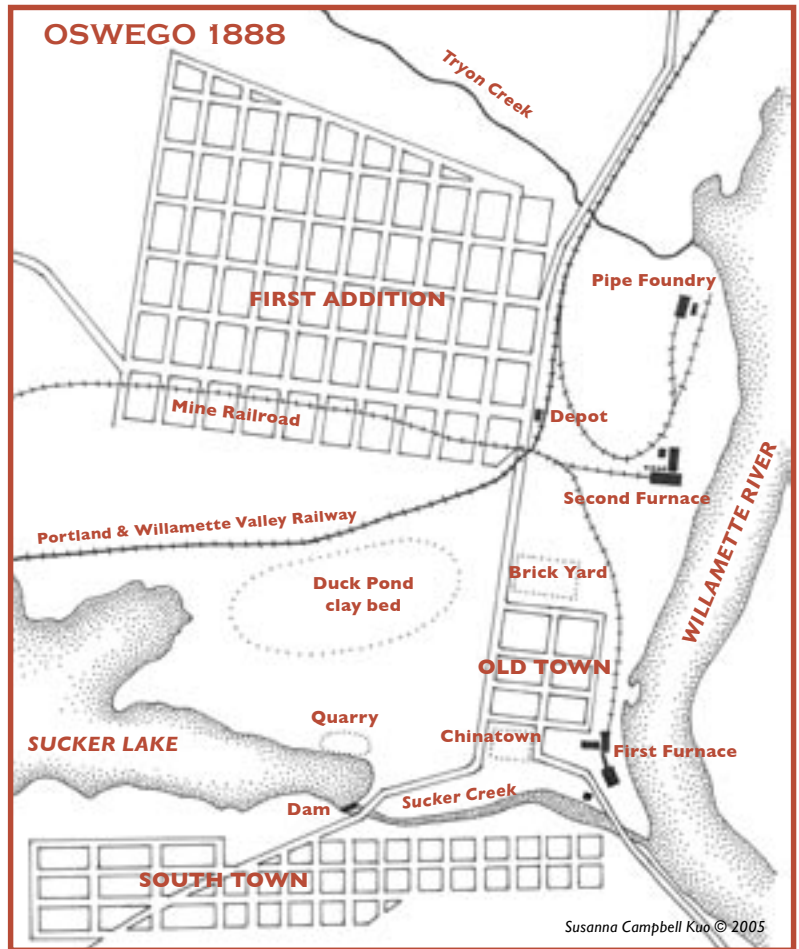 OSWEGO 1888
Tryon Creek
Pipe Foundry
FIRST ADDITION
Mine Railroad
Depot
Second Furnace
WILLAMETTE RIVER
Portland & Willamette Valley Railway
Duck Pond
clay bed
Brick Yard
OLD TOWN
Quarry
Chinatown
SUCKER LAKE
First Furnace
Dam
Sucker Creek
SOUTH TOWN
Susanna Campbell Kuo © 2005